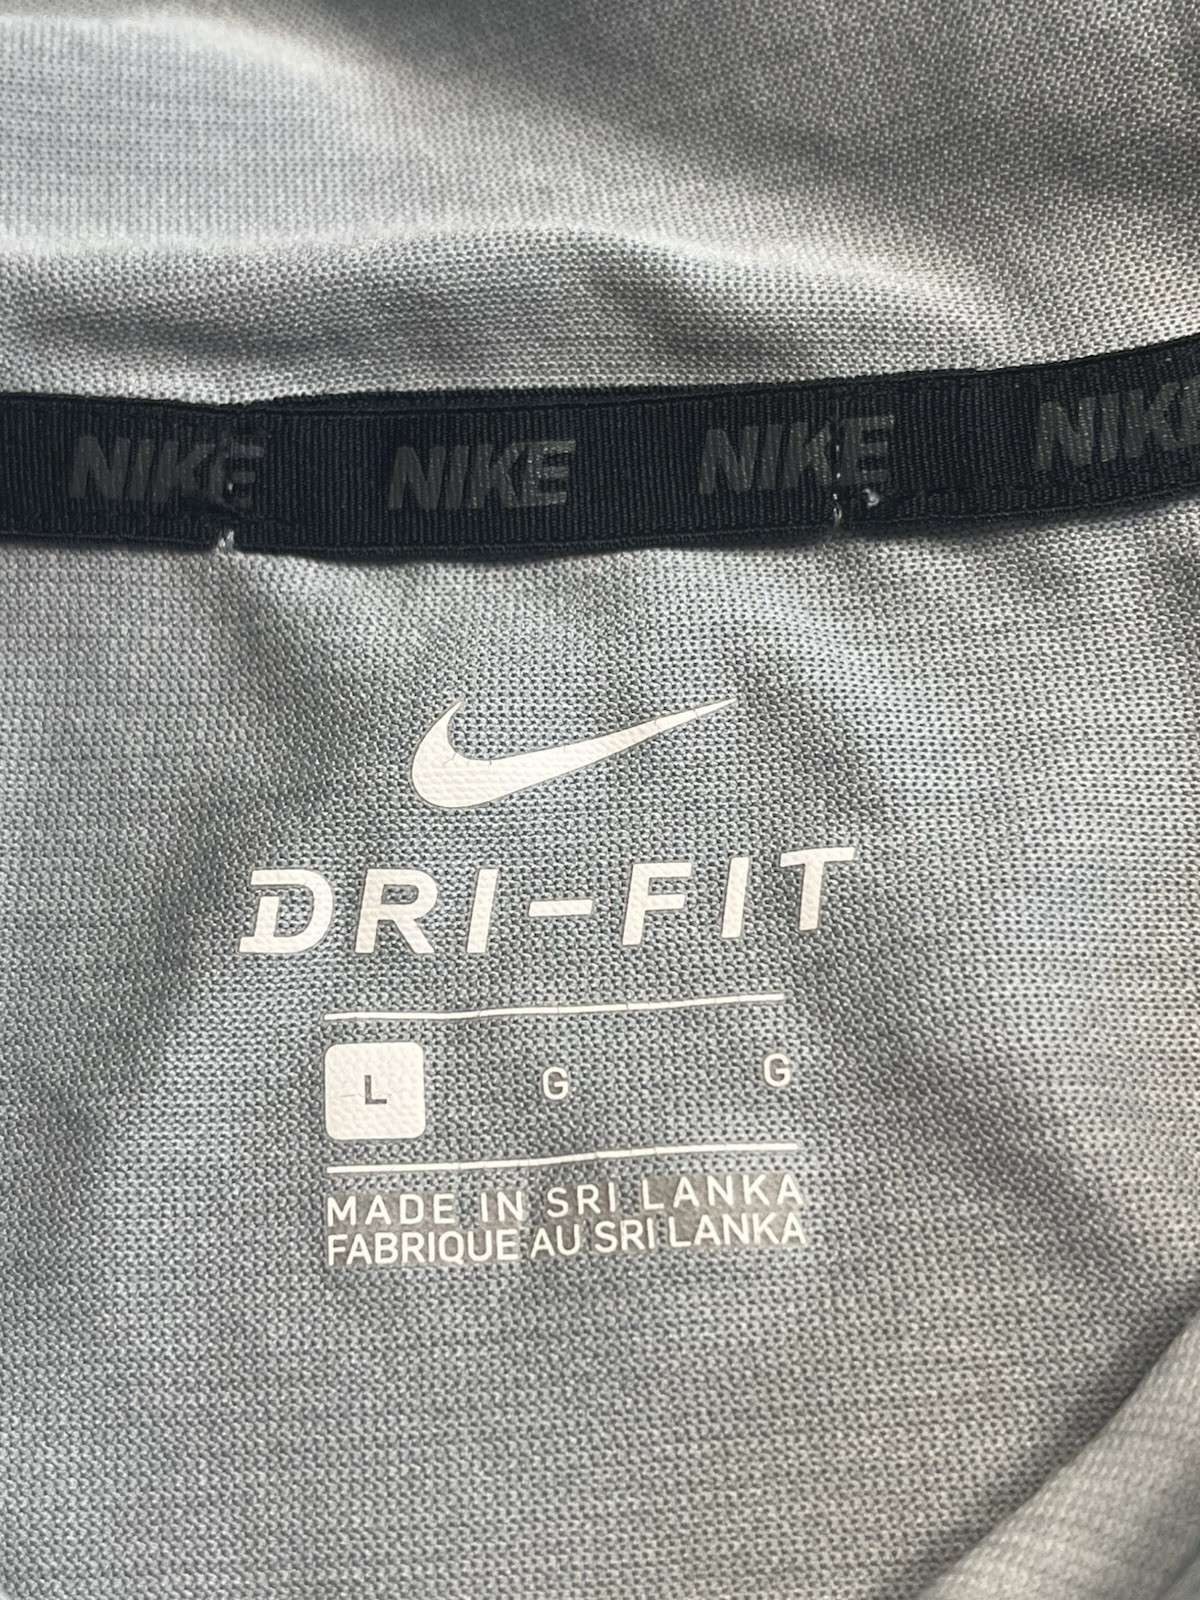 NIKE NIKE NIKE NIKE
DRI-FIT
L G G
MADE IN SRI LANKA
FABRIQUE AU SRI LANKA